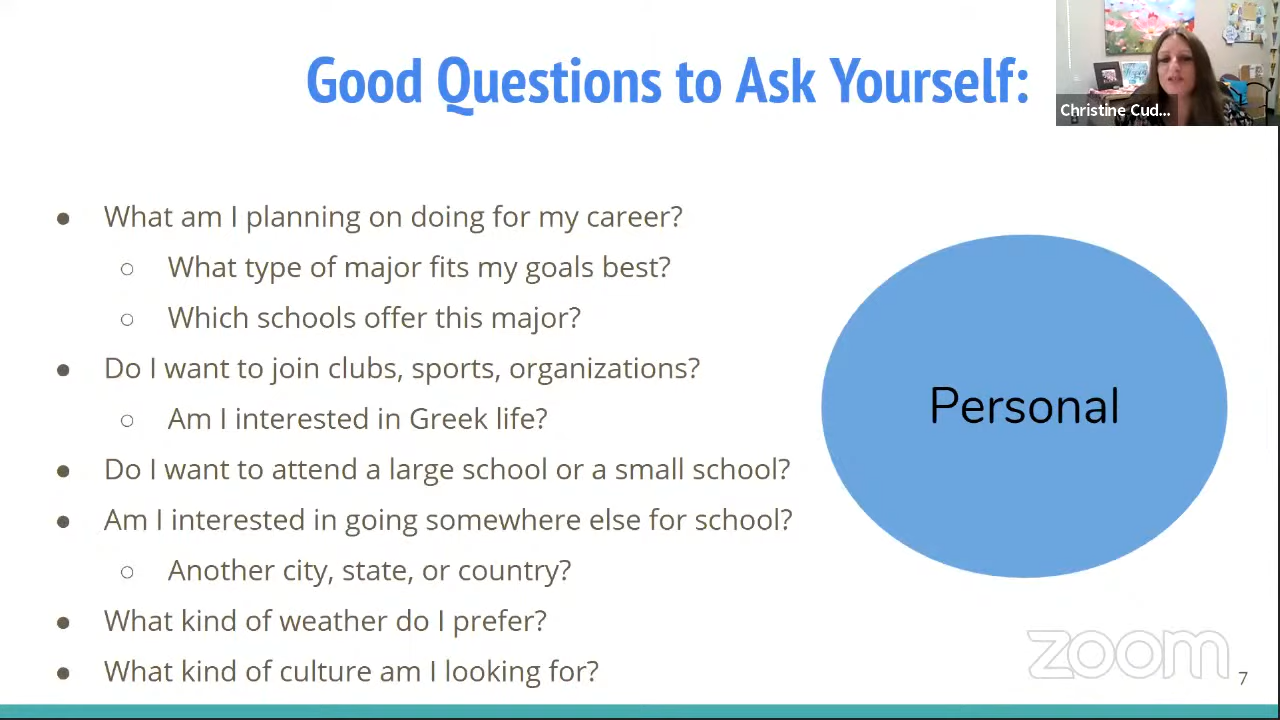 Good Questions to Ask Yourself:
Christine Cud...
● What am I planning on doing for my career?
○ What type of major fits my goals best?
○ Which schools offer this major?
● Do I want to join clubs, sports, organizations?
○ Am I interested in Greek life?
● Do I want to attend a large school or a small school?
● Am I interested in going somewhere else for school?
○ Another city, state, or country?
● What kind of weather do I prefer?
● What kind of culture am I looking for?
Personal
zoom
7